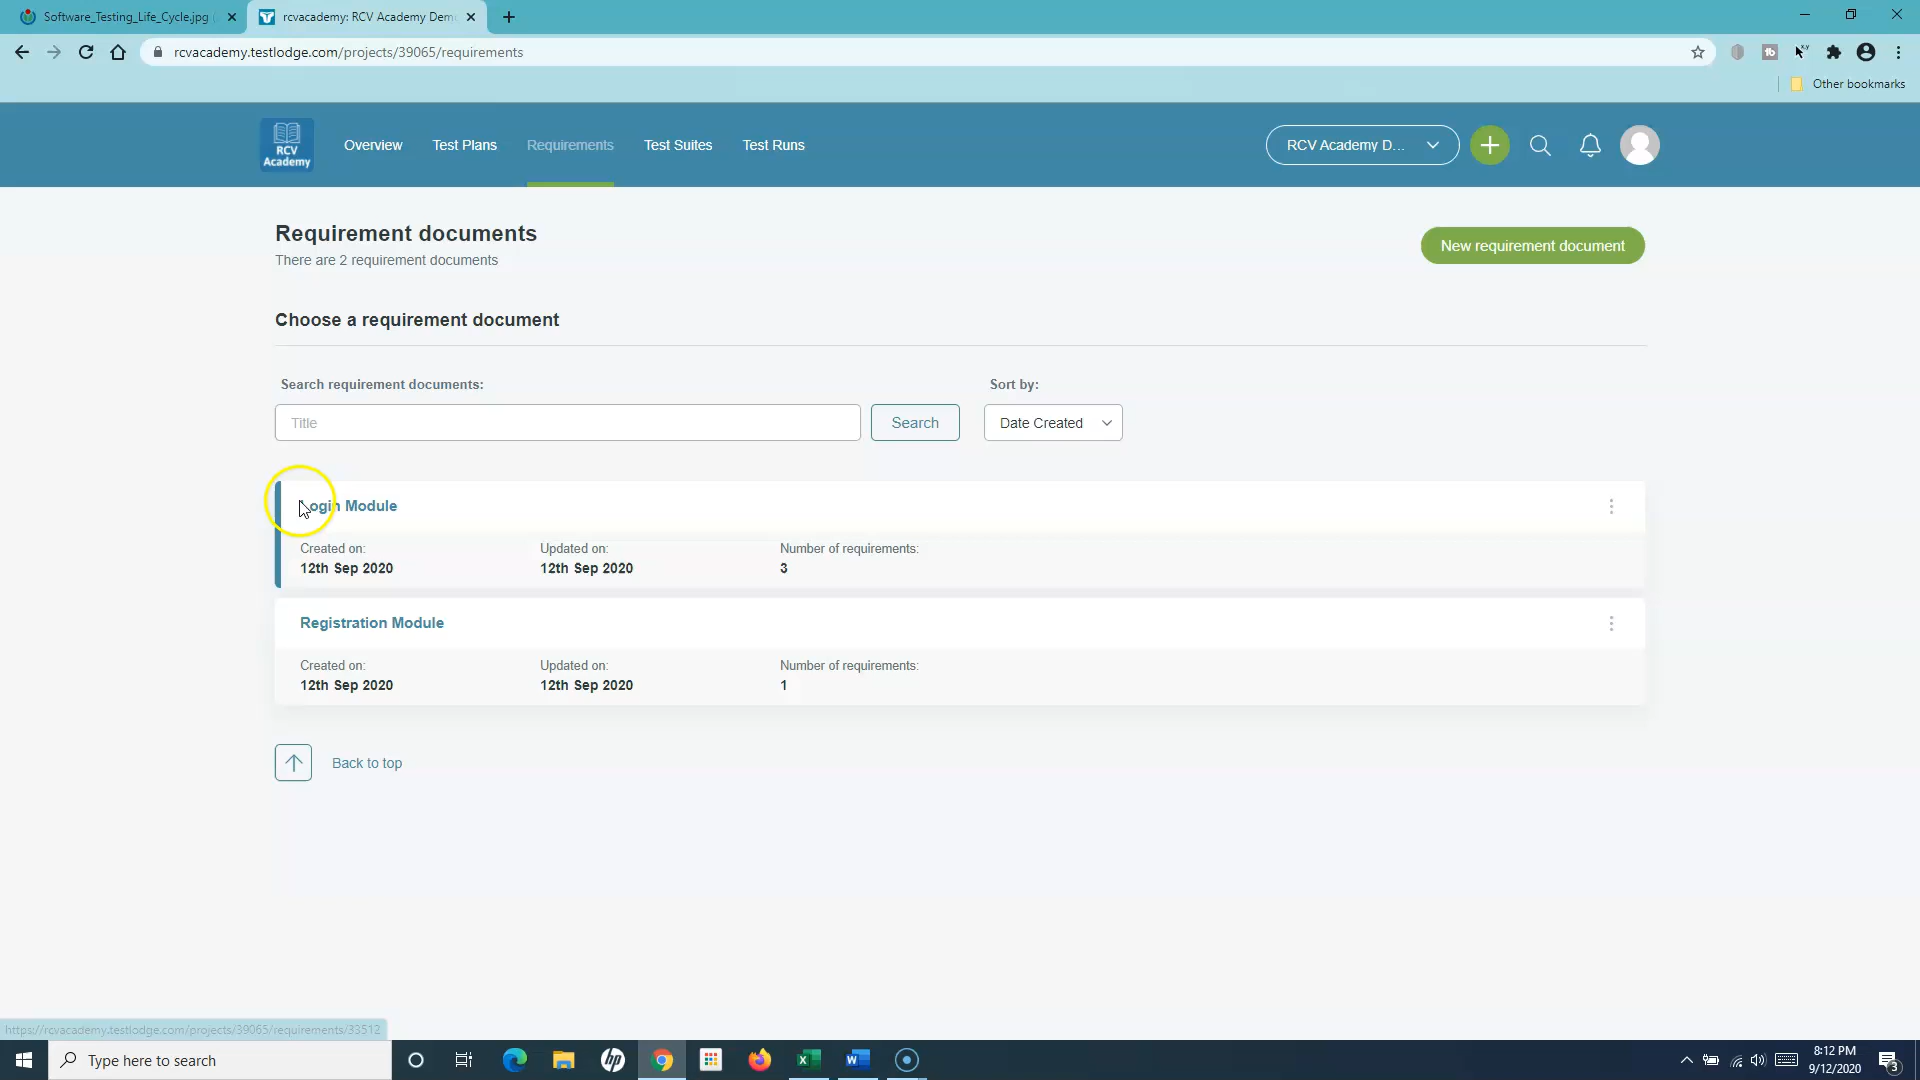 Software_Testing_Life_Cycle.jpg
rcvacademy: RCV Academy Dem
rcvacademy.testlodge.com/projects/39065/requirements
Other bookmarks
RCV Academy
Overview
Test Plans
Requirements
Test Suites
Test Runs
RCV Academy D...
Requirement documents
There are 2 requirement documents
New requirement document
Choose a requirement document
Search requirement documents:
Sort by:
Title
Search
Date Created
Login Module
Created on:
Updated on:
Number of requirements:
12th Sep 2020
12th Sep 2020
3
Registration Module
Created on:
Updated on:
Number of requirements:
12th Sep 2020
12th Sep 2020
1
Back to top
https://rcvacademy.testlodge.com/projects/39065/requirements/33512
Type here to search
8:12 PM
9/12/2020
3